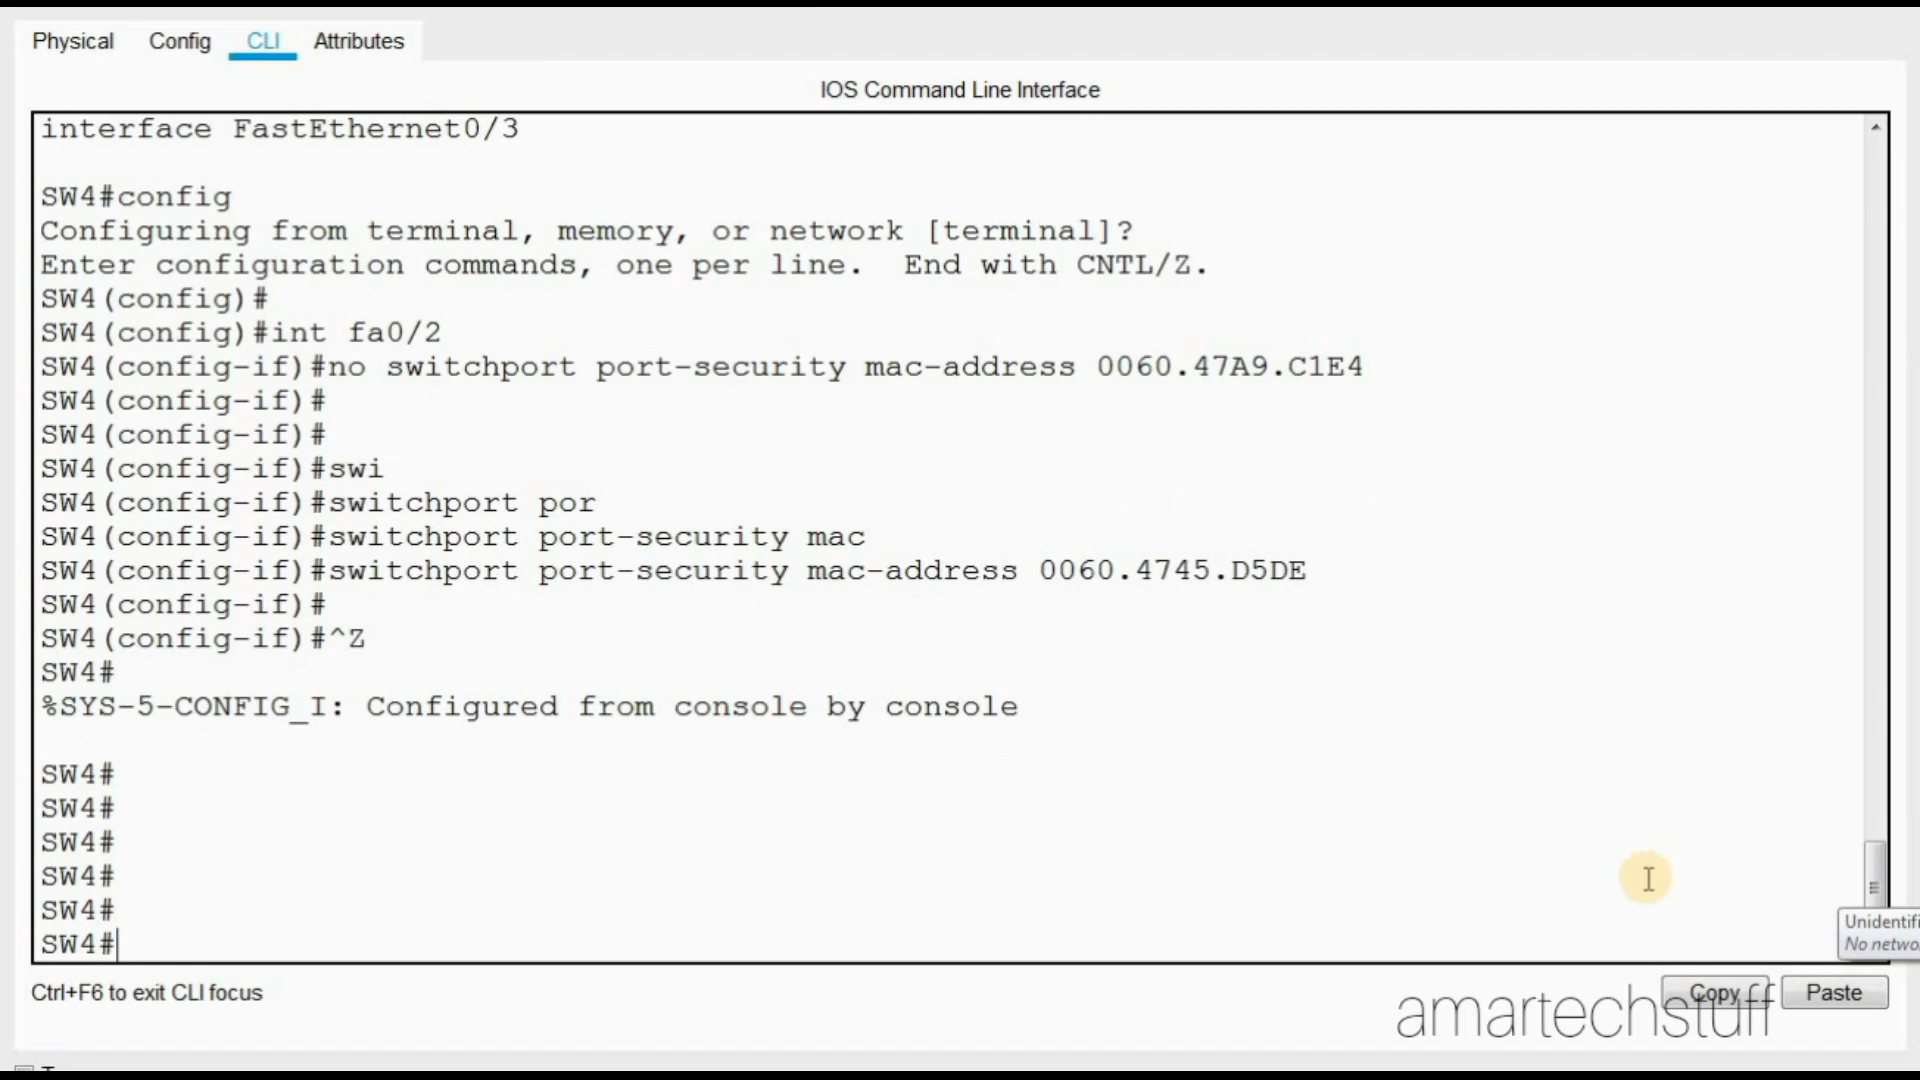 Physical Config CLI Attributes
IOS Command Line Interface
interface FastEthernet0/3
SW4#config
Configuring from terminal, memory, or network [terminal]?
Enter configuration commands, one per line. End with CNTL/Z.
SW4(config)#
SW4(config)#int fa0/2
SW4(config-if)#no switchport port-security mac-address 0060.47A9.C1E4
SW4(config-if)#
SW4(config-if)#
SW4(config-if)#swi
SW4(config-if)#switchport por
SW4(config-if)#switchport port-security mac
SW4(config-if)#switchport port-security mac-address 0060.4745.D5DE
SW4(config-if)#
SW4(config-if)#^Z
SW4#
%SYS-5-CONFIG_I: Configured from console by console
SW4#
SW4#
SW4#
SW4#
SW4#
SW4#
Unidentifi
No netwo
Ctrl+F6 to exit CLI focus
Copy Paste
amartechstuff